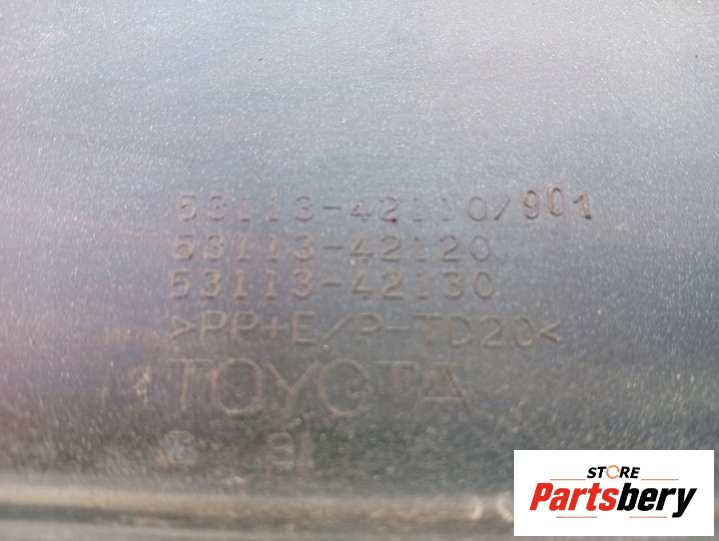 53113-42110/901
53113-42120
53113-42130
>PP+E/P-TD20<
TOYOTA
STORE
Partsbery